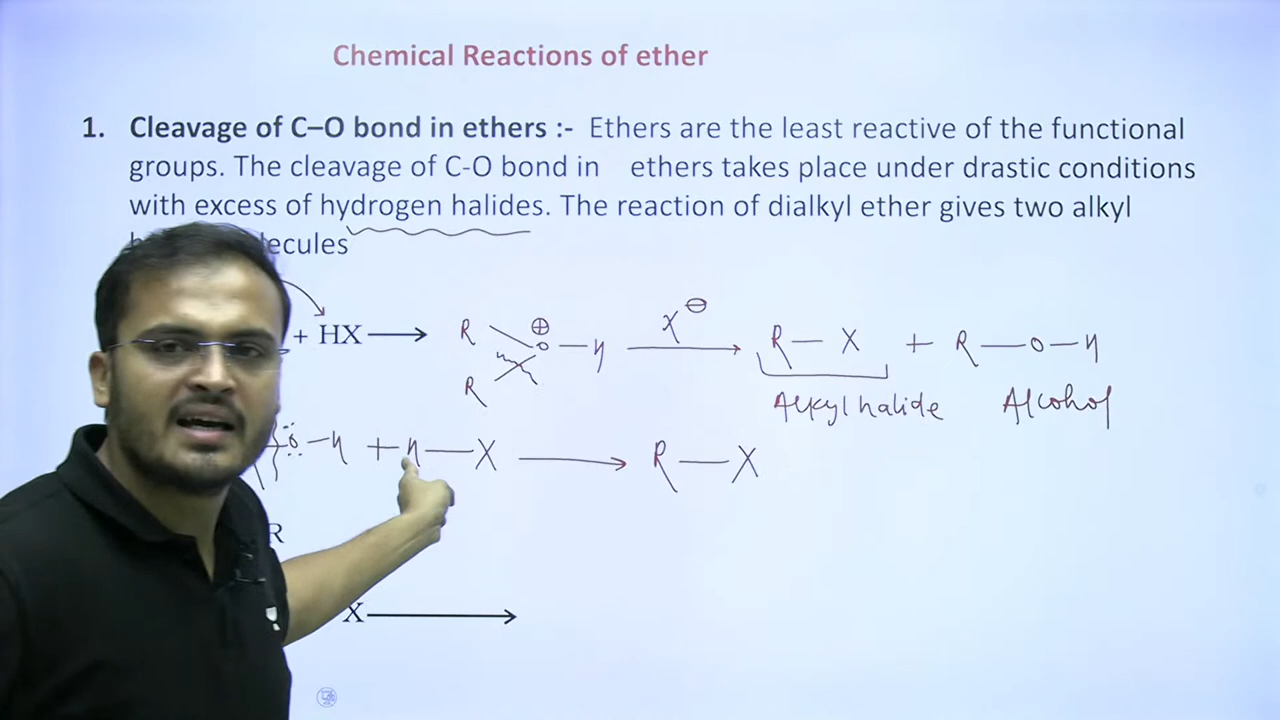 Chemical Reactions of ether
1. Cleavage of C–O bond in ethers :- Ethers are the least reactive of the functional
groups. The cleavage of C-O bond in ethers takes place under drastic conditions
with excess of hydrogen halides. The reaction of dialkyl ether gives two alkyl
+ HX → R R ⊕ O — H X⊖ → R — X + R — O — H
Alkyl halide Alcohol
O — H + H — X → R — X
R
X →